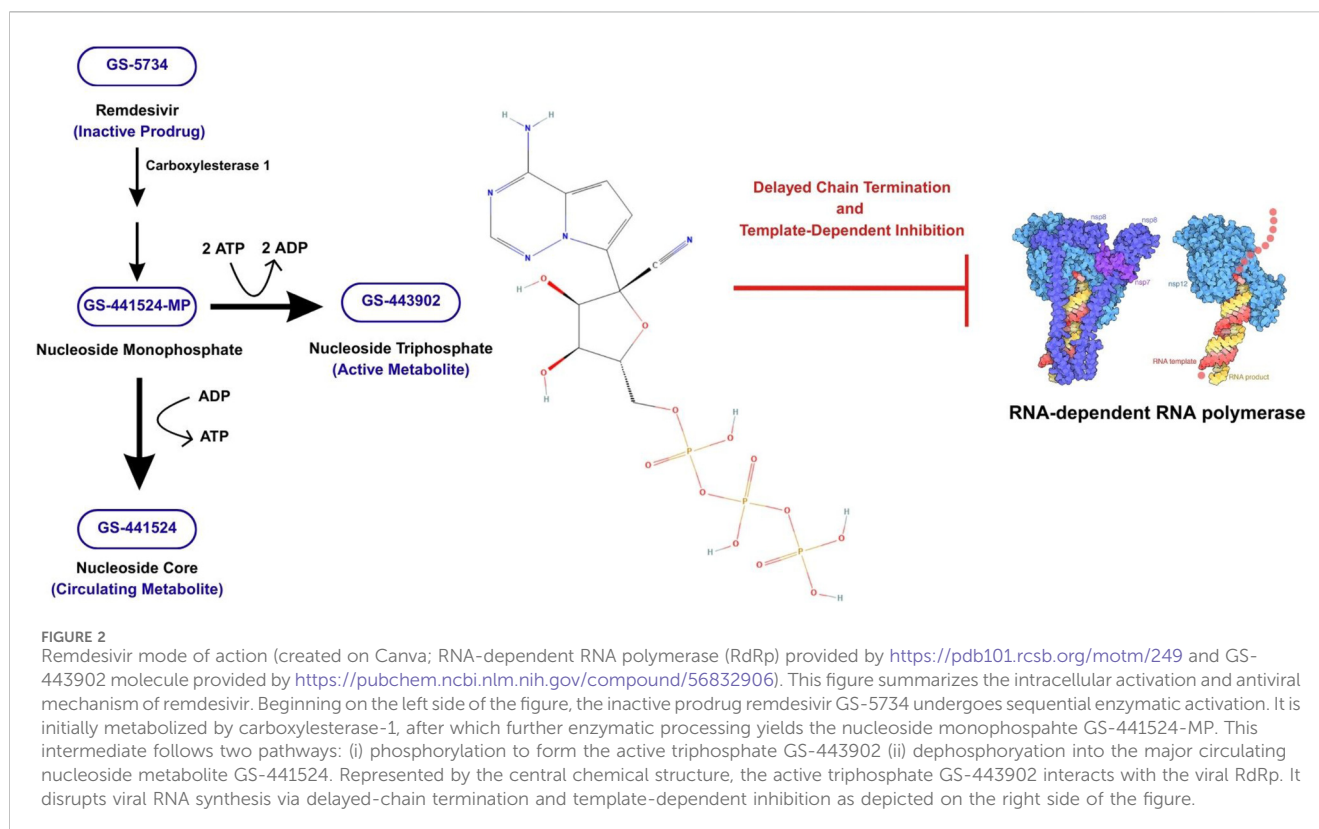 GS-5734
Remdesivir
(Inactive Prodrug)
Carboxylesterase 1
2 ATP
2 ADP
GS-441524-MP
Nucleoside Monophosphate
GS-443902
Nucleoside Triphosphate
(Active Metabolite)
ADP
ATP
GS-441524
Nucleoside Core
(Circulating Metabolite)
H
H
N
N
N
N
C
N
O
H
O
O
H
O
H
O
P
O
O
O
P
O
H
O
O
P
O
H
O
O
H
Delayed Chain Termination
and
Template-Dependent Inhibition
nsp8
nsp8
nsp7
nsp12
RNA template
RNA product
RNA-dependent RNA polymerase
FIGURE 2
Remdesivir mode of action (created on Canva; RNA-dependent RNA polymerase (RdRp) provided by https://pdb101.rcsb.org/motm/249 and GS-
443902 molecule provided by https://pubchem.ncbi.nlm.nih.gov/compound/56832906). This figure summarizes the intracellular activation and antiviral
mechanism of remdesivir. Beginning on the left side of the figure, the inactive prodrug remdesivir GS-5734 undergoes sequential enzymatic activation. It is
initially metabolized by carboxylesterase-1, after which further enzymatic processing yields the nucleoside monophospahte GS-441524-MP. This
intermediate follows two pathways: (i) phosphorylation to form the active triphosphate GS-443902 (ii) dephosphoryation into the major circulating
nucleoside metabolite GS-441524. Represented by the central chemical structure, the active triphosphate GS-443902 interacts with the viral RdRp. It
disrupts viral RNA synthesis via delayed-chain termination and template-dependent inhibition as depicted on the right side of the figure.